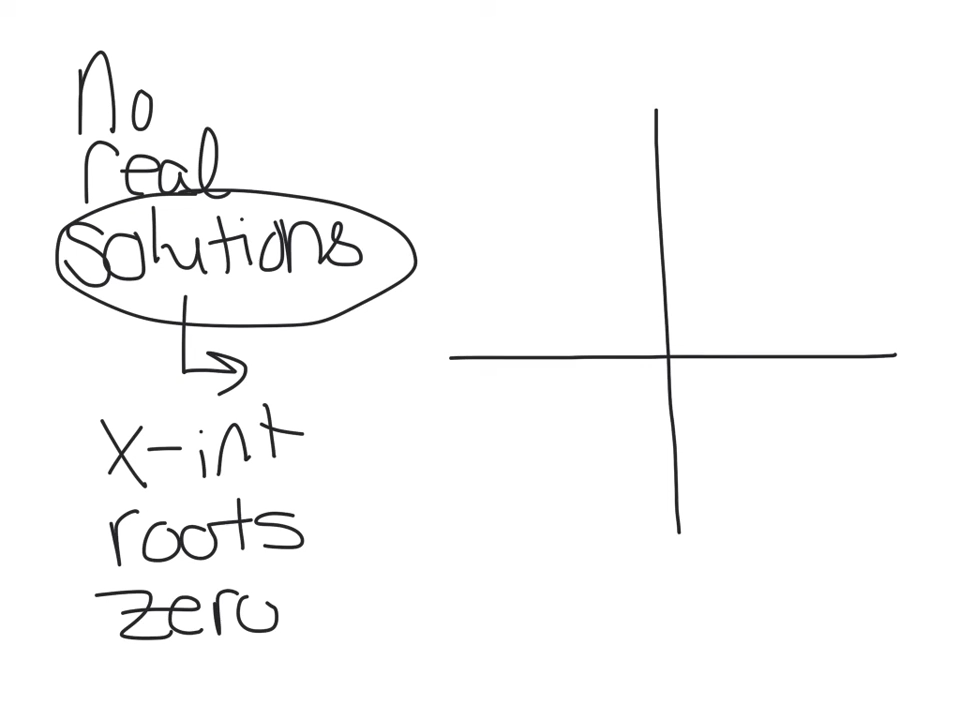 No
real
solutions
x-int
roots
zero